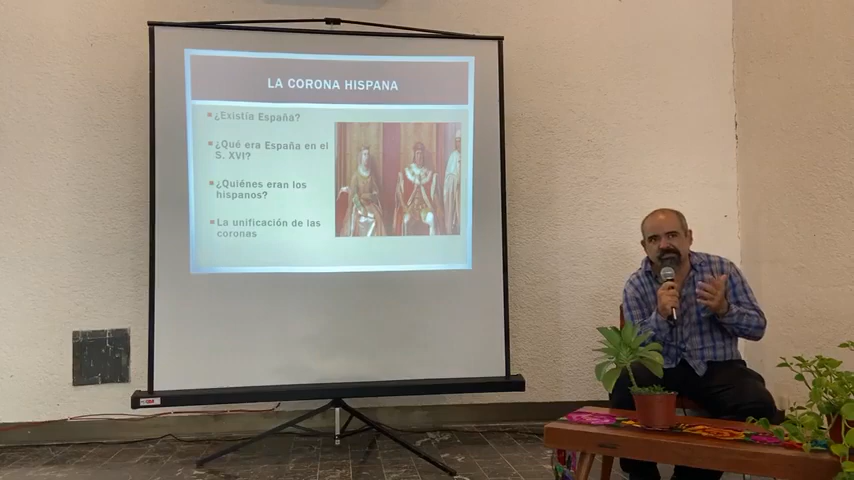 LA CORONA HISPANA
¿Existía España?
¿Qué era España en el
S. XVI?
¿Quiénes eran los
hispanos?
La unificación de las
coronas